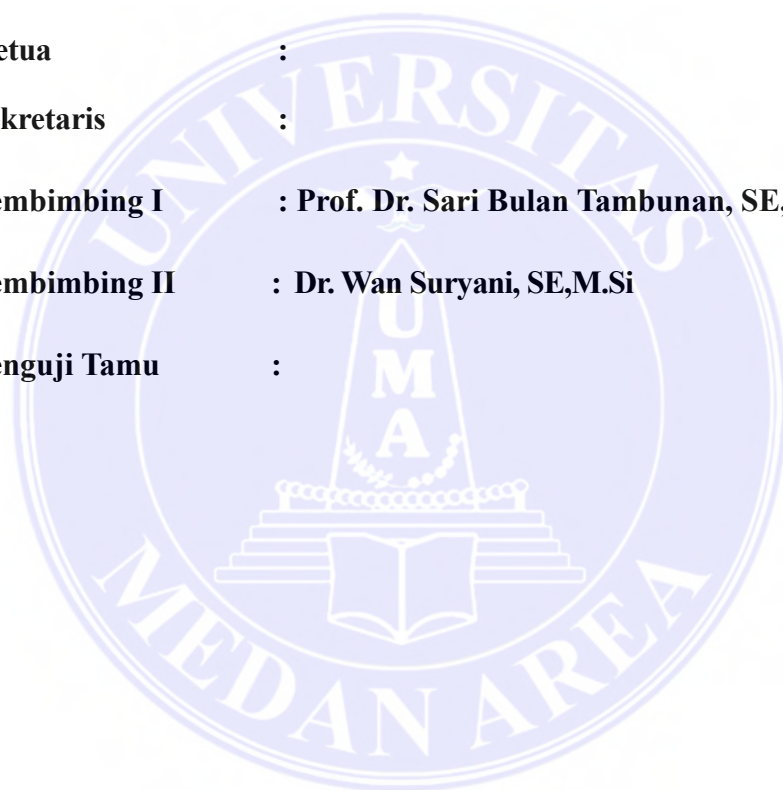 etua :
kretaris :
embimbing I : Prof. Dr. Sari Bulan Tambunan, SE,
embimbing II : Dr. Wan Suryani, SE,M.Si
enguji Tamu :
UNIVERSITAS
UMA
MEDAN AREA